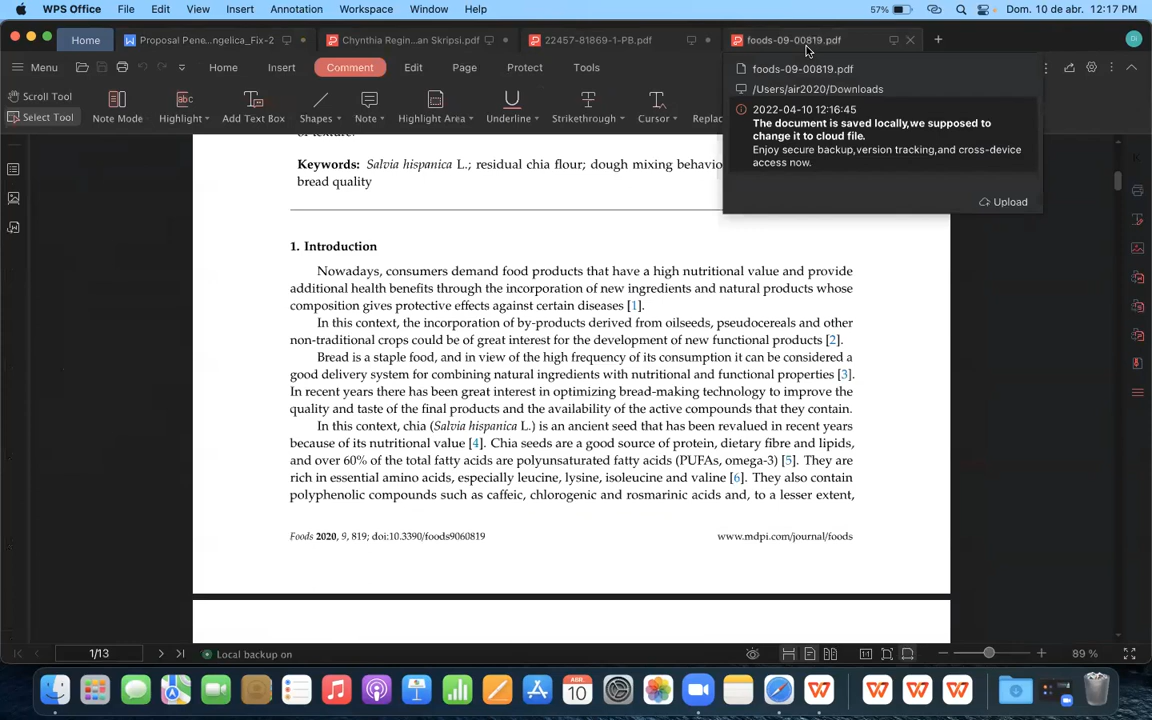 WPS Office File Edit View Insert Annotation Workspace Window Help 57% Dom. 10 de abr. 12:17 PM
Home Proposal Pene...ngelica_Fix-2 Chynthia Regin...an Skripsi.pdf 22457-81869-1-PB.pdf foods-09-00819.pdf Di
Menu Home Insert Comment Edit Page Protect Tools
foods-09-00819.pdf
/Users/air2020/Downloads
2022-04-10 12:16:45
The document is saved locally,we supposed to
change it to cloud file.
Enjoy secure backup,version tracking,and cross-device
access now.
Upload
Scroll Tool
Select Tool
Note Mode Highlight Add Text Box Shapes Note Highlight Area Underline Strikethrough Cursor Replac
or texture.
Keywords: Salvia hispanica L.; residual chia flour; dough mixing behavio
bread quality
1. Introduction
Nowadays, consumers demand food products that have a high nutritional value and provide
additional health benefits through the incorporation of new ingredients and natural products whose
composition gives protective effects against certain diseases [1].
In this context, the incorporation of by-products derived from oilseeds, pseudocereals and other
non-traditional crops could be of great interest for the development of new functional products [2].
Bread is a staple food, and in view of the high frequency of its consumption it can be considered a
good delivery system for combining natural ingredients with nutritional and functional properties [3].
In recent years there has been great interest in optimizing bread-making technology to improve the
quality and taste of the final products and the availability of the active compounds that they contain.
In this context, chia (Salvia hispanica L.) is an ancient seed that has been revalued in recent years
because of its nutritional value [4]. Chia seeds are a good source of protein, dietary fibre and lipids,
and over 60% of the total fatty acids are polyunsaturated fatty acids (PUFAs, omega-3) [5]. They are
rich in essential amino acids, especially leucine, lysine, isoleucine and valine [6]. They also contain
polyphenolic compounds such as caffeic, chlorogenic and rosmarinic acids and, to a lesser extent,
Foods 2020, 9, 819; doi:10.3390/foods9060819 www.mdpi.com/journal/foods
1/13 Local backup on 89 %
ABR. 10